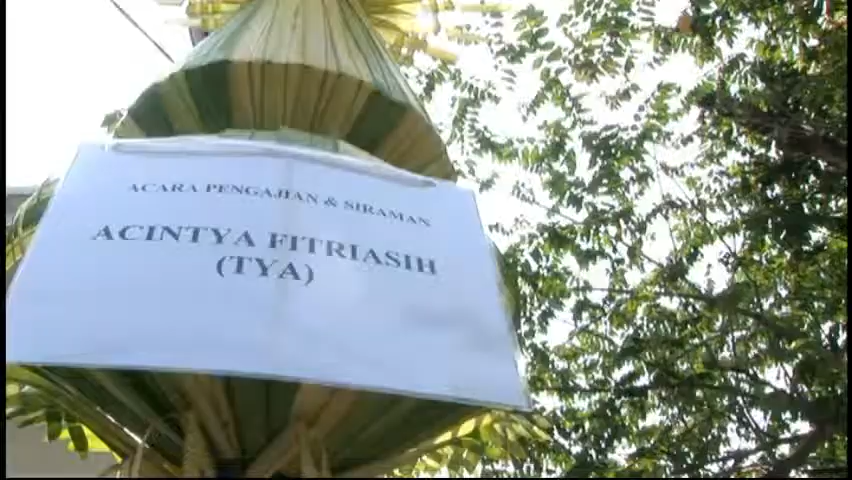 ACARA PENGAJIAN & SIRAMAN
ACINTYA FITRIASIH
(TYA)